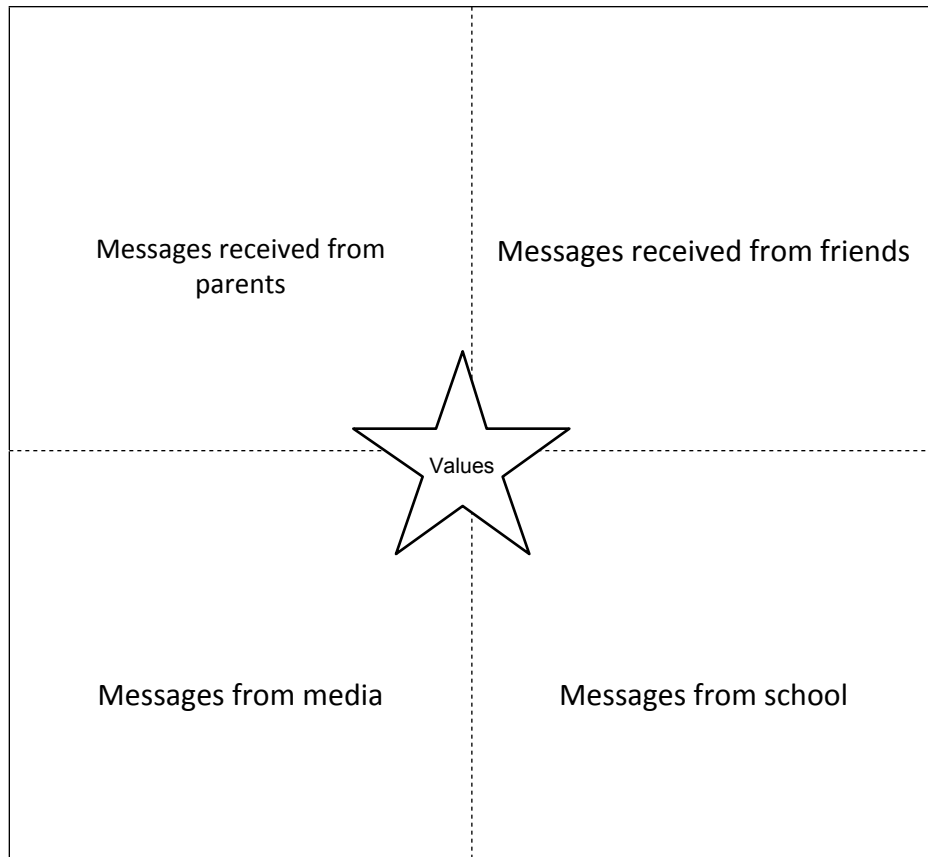 Messages received from
parents
Messages received from friends
Values
Messages from media
Messages from school